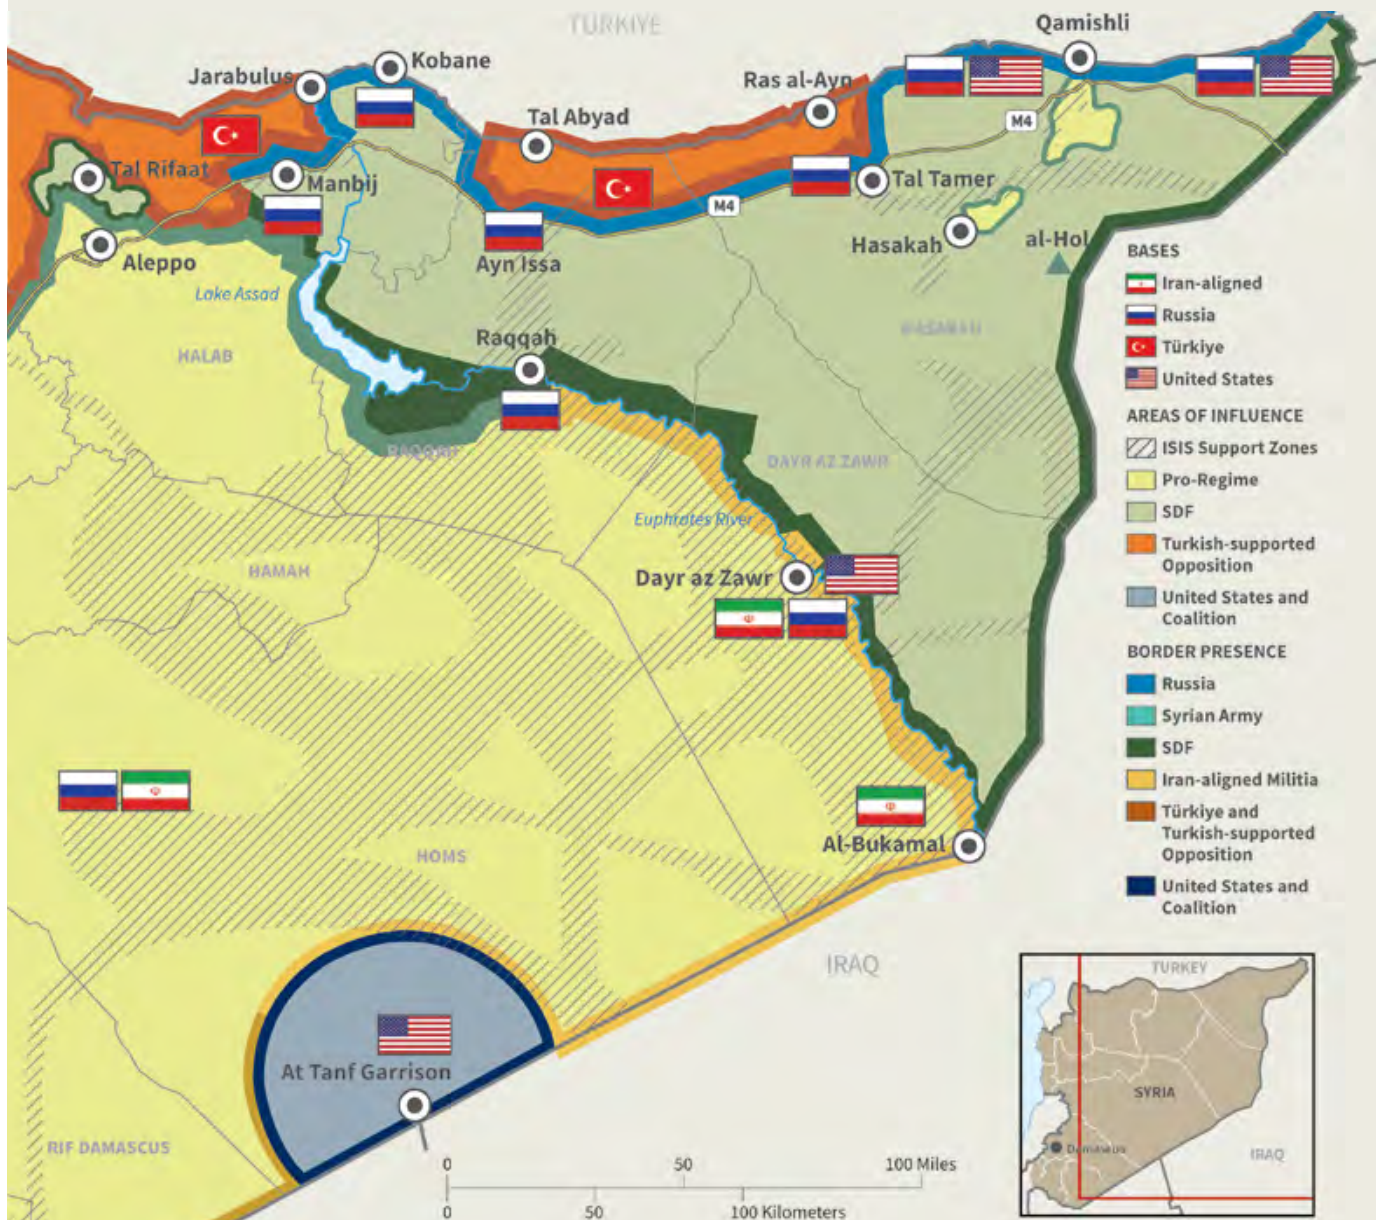 TÜRKIYE
Qamishli
Kobane
Jarabulus
Ras al-Ayn
Tal Abyad
M4
Tal Rifaat
Manbij
Tal Tamer
M4
Hasakah
al-Hol
Aleppo
Ayn Issa
Lake Assad
HASAKAH
Raqqah
HALAB
RAQQAH
DAYR AZ ZAWR
Euphrates River
HAMAH
Dayr az Zawr
Al-Bukamal
HOMS
IRAQ
At Tanf Garrison
RIF DAMASCUS
BASES
Iran-aligned
Russia
Türkiye
United States
AREAS OF INFLUENCE
ISIS Support Zones
Pro-Regime
SDF
Turkish-supported
Opposition
United States and
Coalition
BORDER PRESENCE
Russia
Syrian Army
SDF
Iran-aligned Militia
Türkiye and
Turkish-supported
Opposition
United States and
Coalition
0 50 100 Miles
0 50 100 Kilometers
TURKEY
SYRIA
Damascus
IRAQ